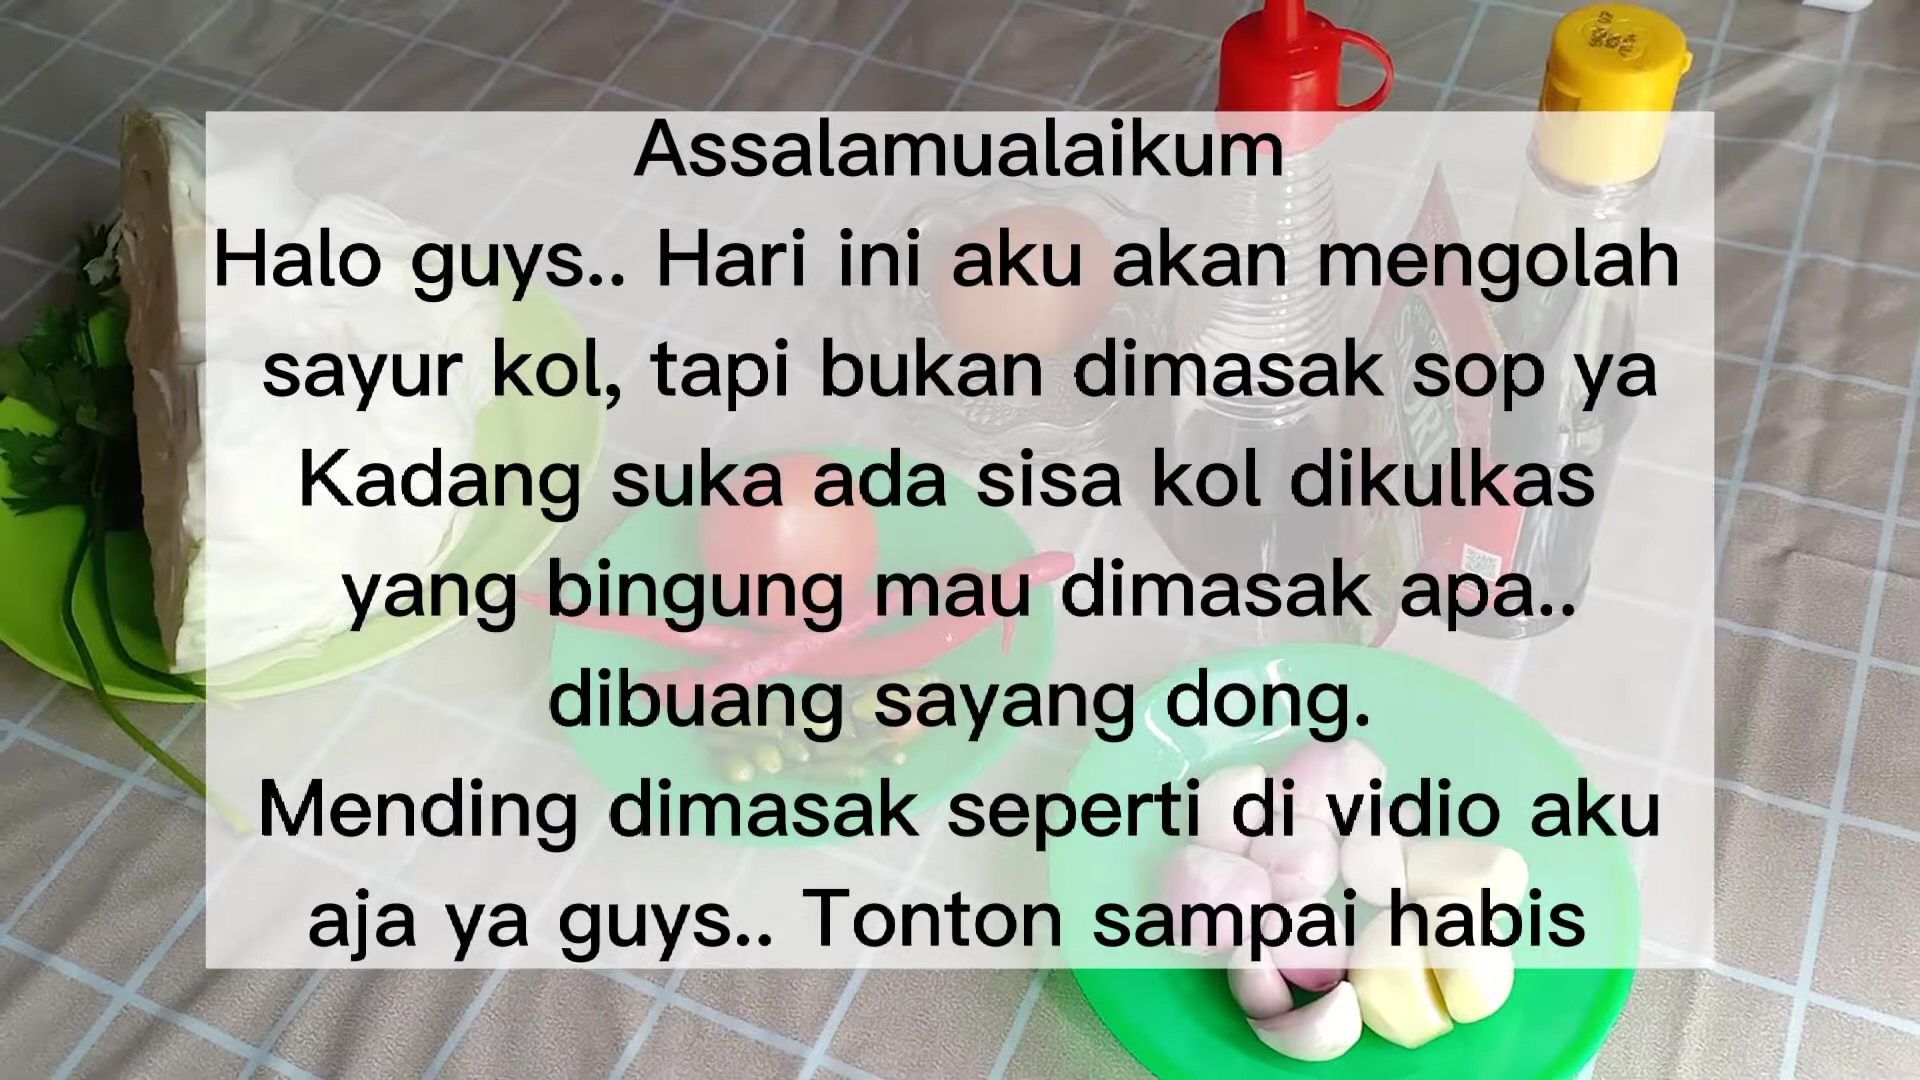 Assalamualaikum
Halo guys.. Hari ini aku akan mengolah
sayur kol, tapi bukan dimasak sop ya
Kadang suka ada sisa kol dikulkas
yang bingung mau dimasak apa..
dibuang sayang dong.
Mending dimasak seperti di vidio aku
aja ya guys.. Tonton sampai habis